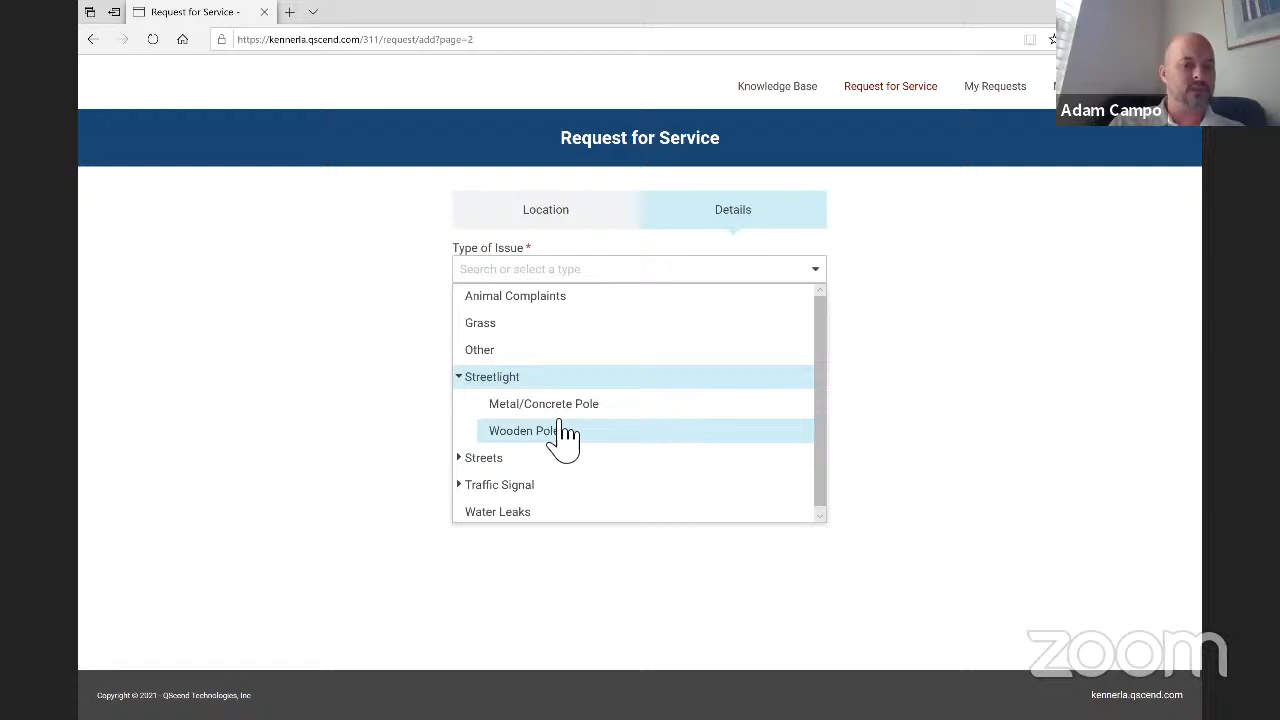 Request for Service -
https://kennerla.qscend.com/311/request/add?page=2
Knowledge Base
Request for Service
My Requests
Adam Campo
Request for Service
Location
Details
Type of Issue *
Search or select a type
Animal Complaints
Grass
Other
Streetlight
Metal/Concrete Pole
Wooden Pole
Streets
Traffic Signal
Water Leaks
zoom
Copyright © 2021 - QScend Technologies, Inc
kennerla.qscend.com